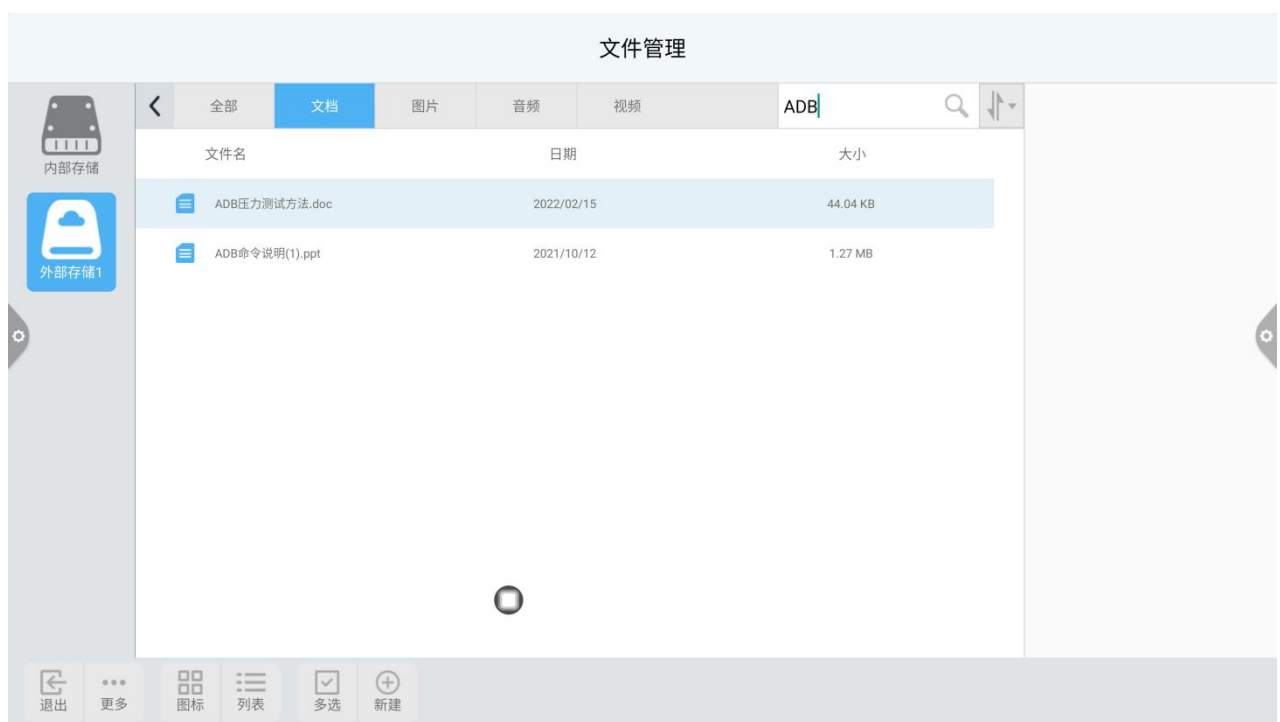 文件管理
全部 文档 图片 音频 视频 ADB
内部存储
文件名 日期 大小
ADB压力测试方法.doc 2022/02/15 44.04 KB
ADB命令说明(1).ppt 2021/10/12 1.27 MB
外部存储1
退出 更多 图标 列表 多选 新建